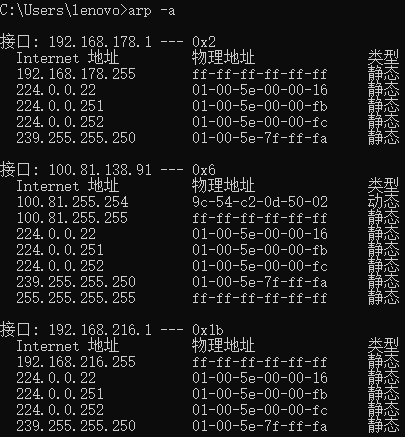 C:\Users\lenovo>arp -a
接口: 192.168.178.1 --- 0x2
Internet 地址 物理地址 类型
192.168.178.255 ff-ff-ff-ff-ff-ff 静态
224.0.0.22 01-00-5e-00-00-16 静态
224.0.0.251 01-00-5e-00-00-fb 静态
224.0.0.252 01-00-5e-00-00-fc 静态
239.255.255.250 01-00-5e-7f-ff-fa 静态
接口: 100.81.138.91 --- 0x6
Internet 地址 物理地址 类型
100.81.255.254 9c-54-c2-0d-50-02 动态
100.81.255.255 ff-ff-ff-ff-ff-ff 静态
224.0.0.22 01-00-5e-00-00-16 静态
224.0.0.251 01-00-5e-00-00-fb 静态
224.0.0.252 01-00-5e-00-00-fc 静态
239.255.255.250 01-00-5e-7f-ff-fa 静态
255.255.255.255 ff-ff-ff-ff-ff-ff 静态
接口: 192.168.216.1 --- 0x1b
Internet 地址 物理地址 类型
192.168.216.255 ff-ff-ff-ff-ff-ff 静态
224.0.0.22 01-00-5e-00-00-16 静态
224.0.0.251 01-00-5e-00-00-fb 静态
224.0.0.252 01-00-5e-00-00-fc 静态
239.255.255.250 01-00-5e-7f-ff-fa 静态